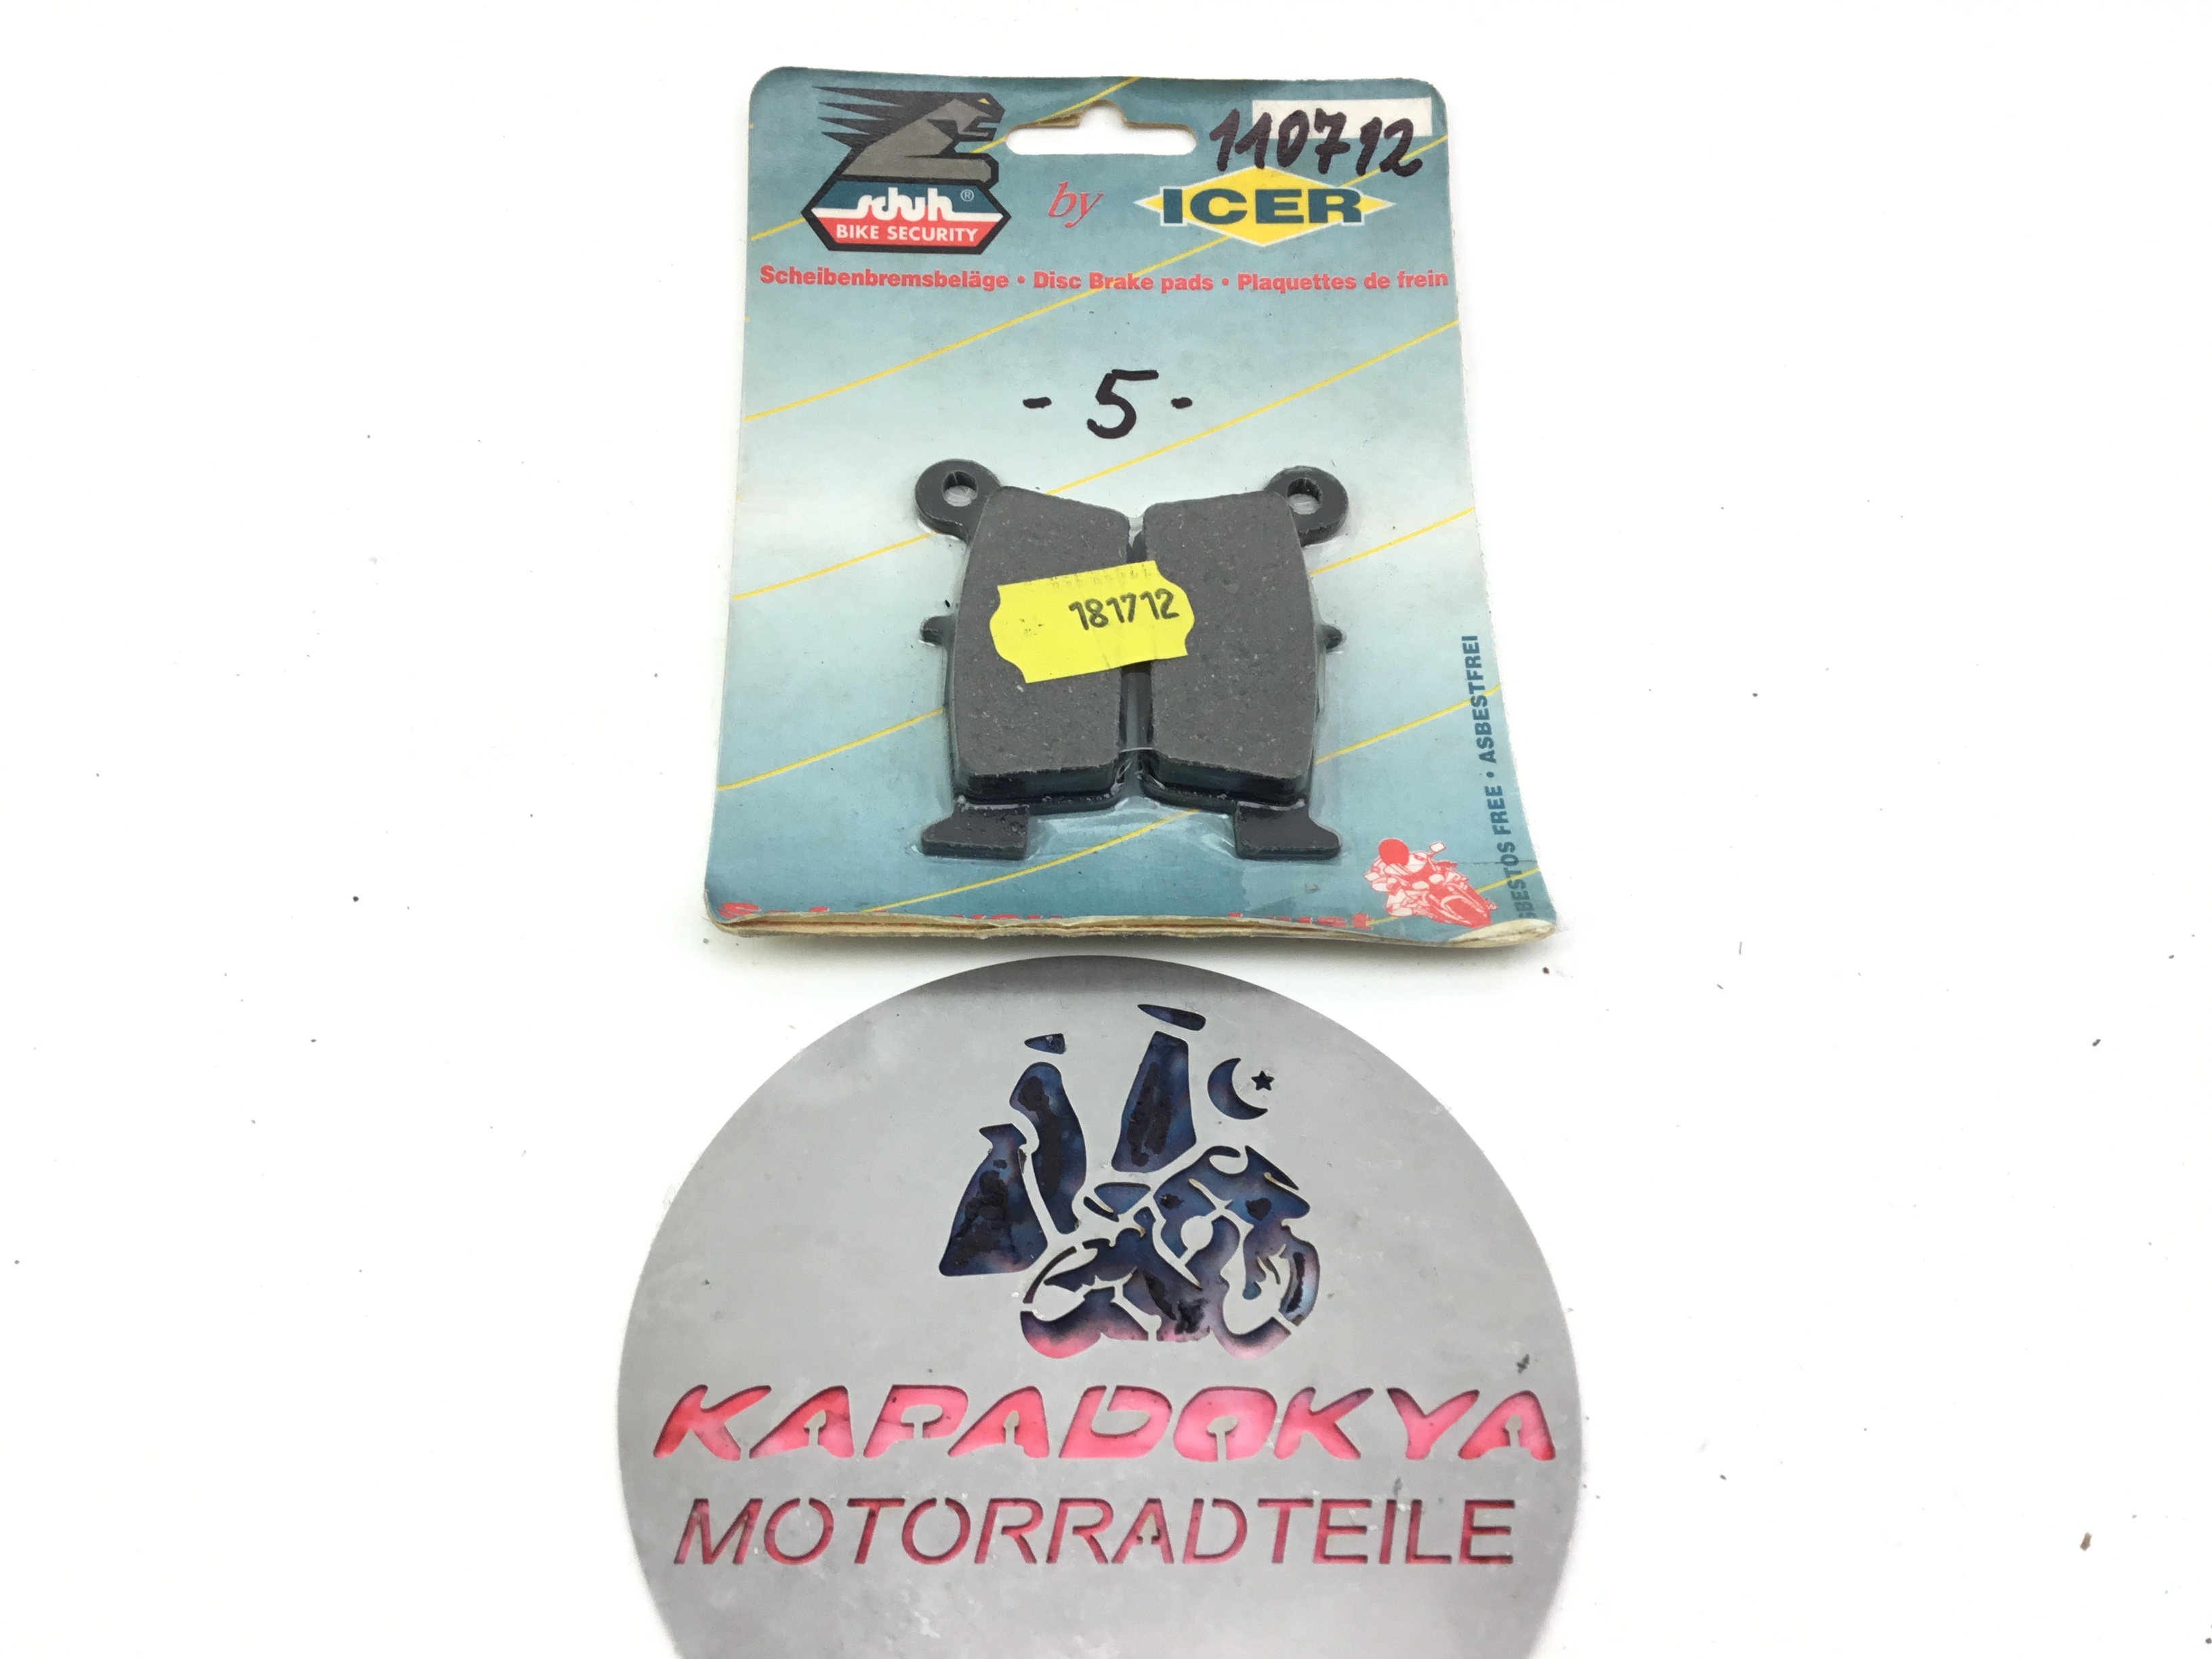 110712
schuh®
BIKE SECURITY
by
ICER
Scheibenbremsbeläge • Disc Brake pads • Plaquettes de frein
- 5 -
181712
SBESTOS FREE • ASBESTFREI
KAPADOKYA
MOTORRADTEILE